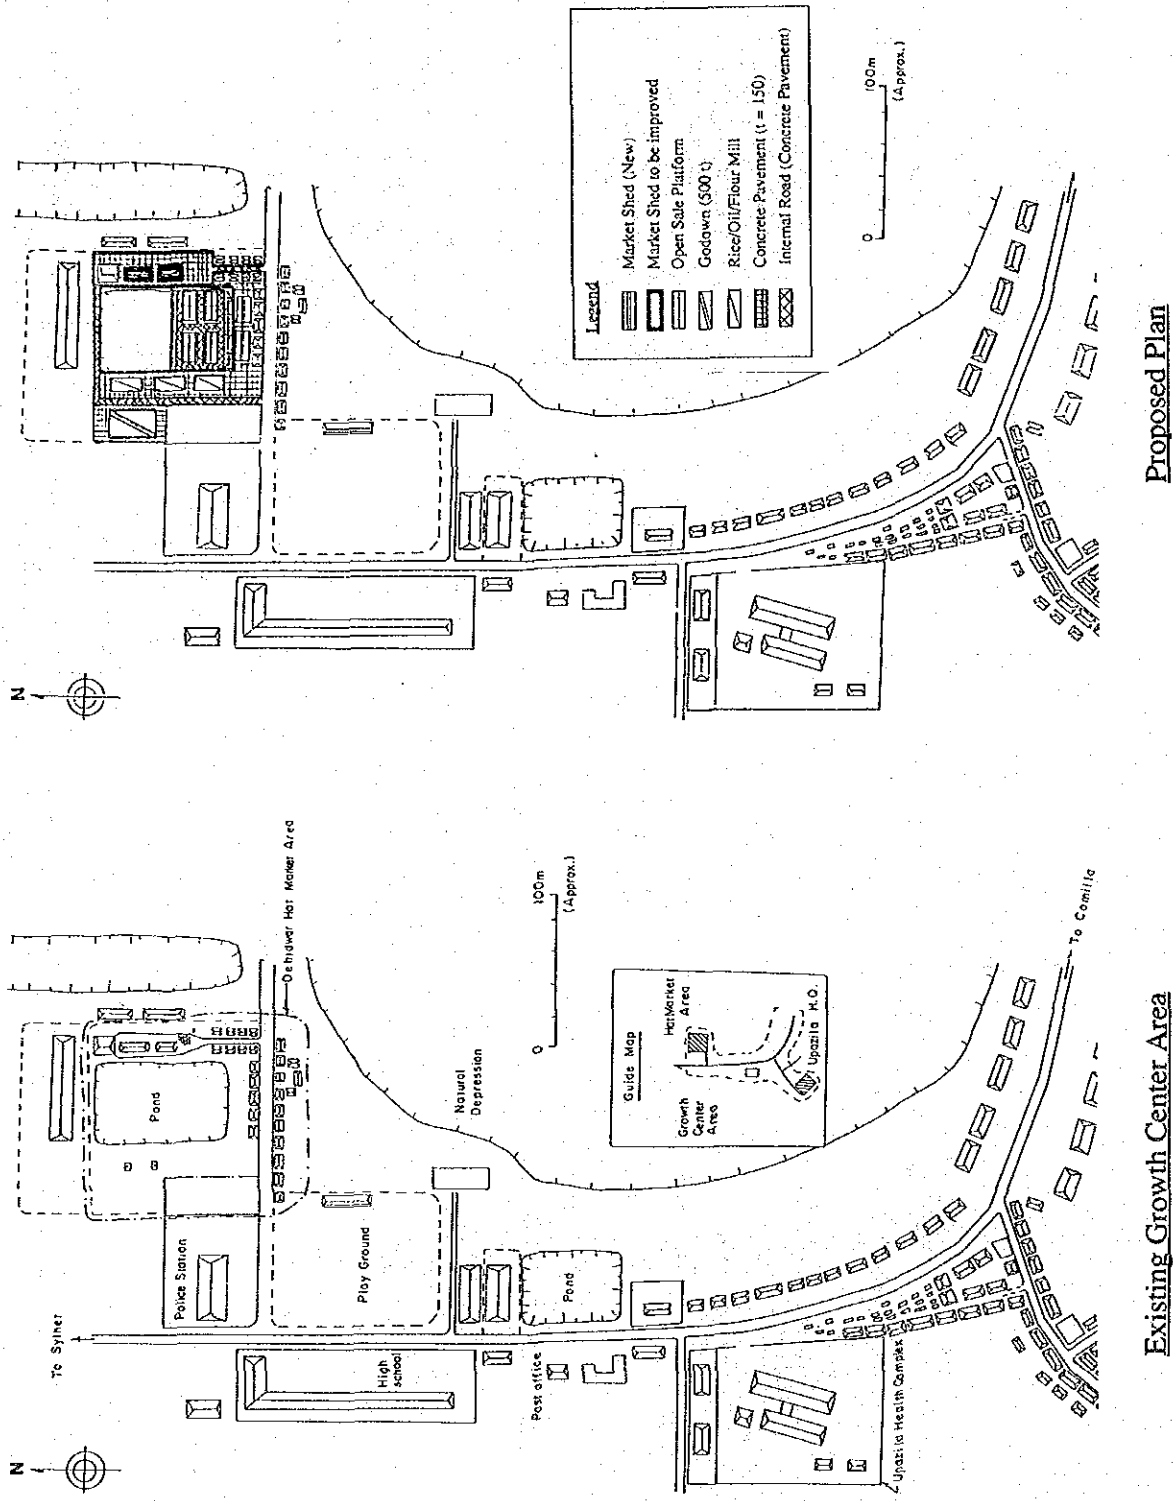 Existing Growth Center Area
N
To Sylhet
Police Station
Pond
Dehidwar Hat Market Area
Play Ground
High
school
Natural
Depression
Post office
Pond
0
100m
(Approx.)
Guide Map
Hat Market
Area
Growth
Center
Area
Upazila H.Q.
Upazila Health Complex
To Comilla
Proposed Plan
N
Legend
Market Shed (New)
Market Shed to be improved
Open Sale Platform
Godown (500 t)
Rice/Oil/Flour Mill
Concrete Pavement (t = 150)
Internal Road (Concrete Pavement)
0
100m
(Approx.)